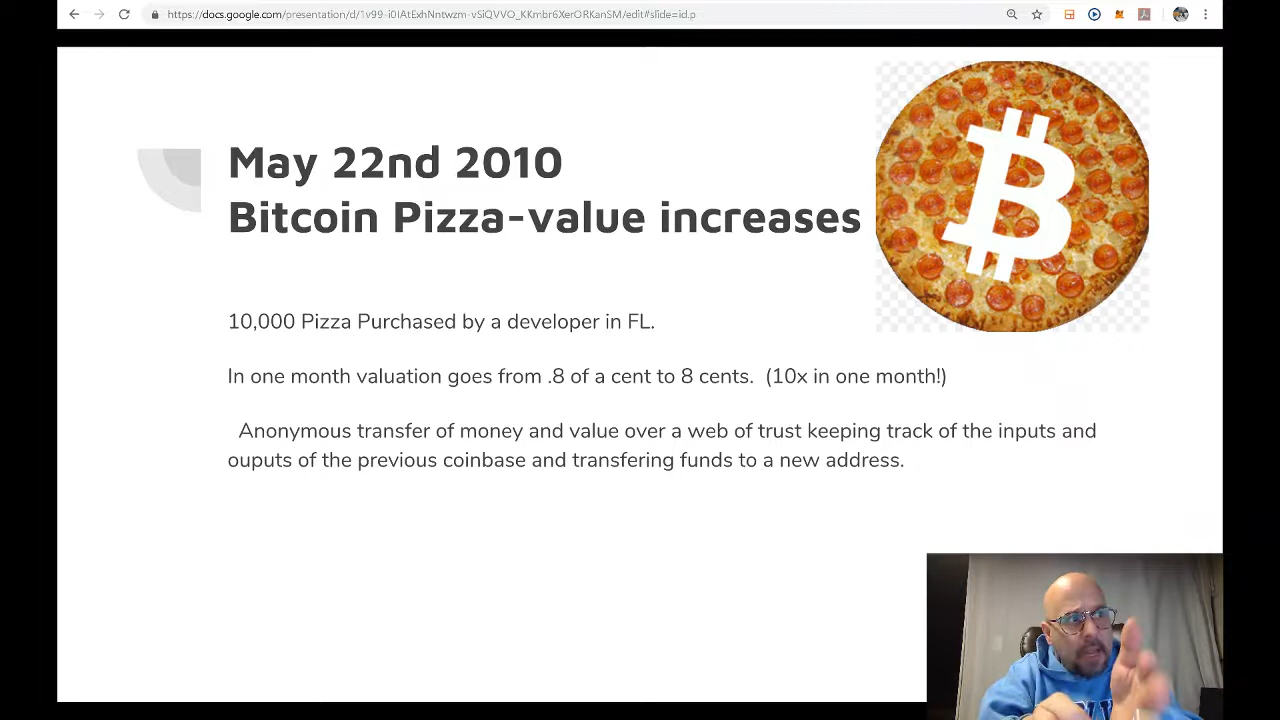 https://docs.google.com/presentation/d/1v99-i0IAtExhNntwzm-vSiQVVO_KKmbr6XerORKanSM/edit#slide=id.p
May 22nd 2010
Bitcoin Pizza-value increases
10,000 Pizza Purchased by a developer in FL.
In one month valuation goes from .8 of a cent to 8 cents.  (10x in one month!)
Anonymous transfer of money and value over a web of trust keeping track of the inputs and
ouputs of the previous coinbase and transfering funds to a new address.